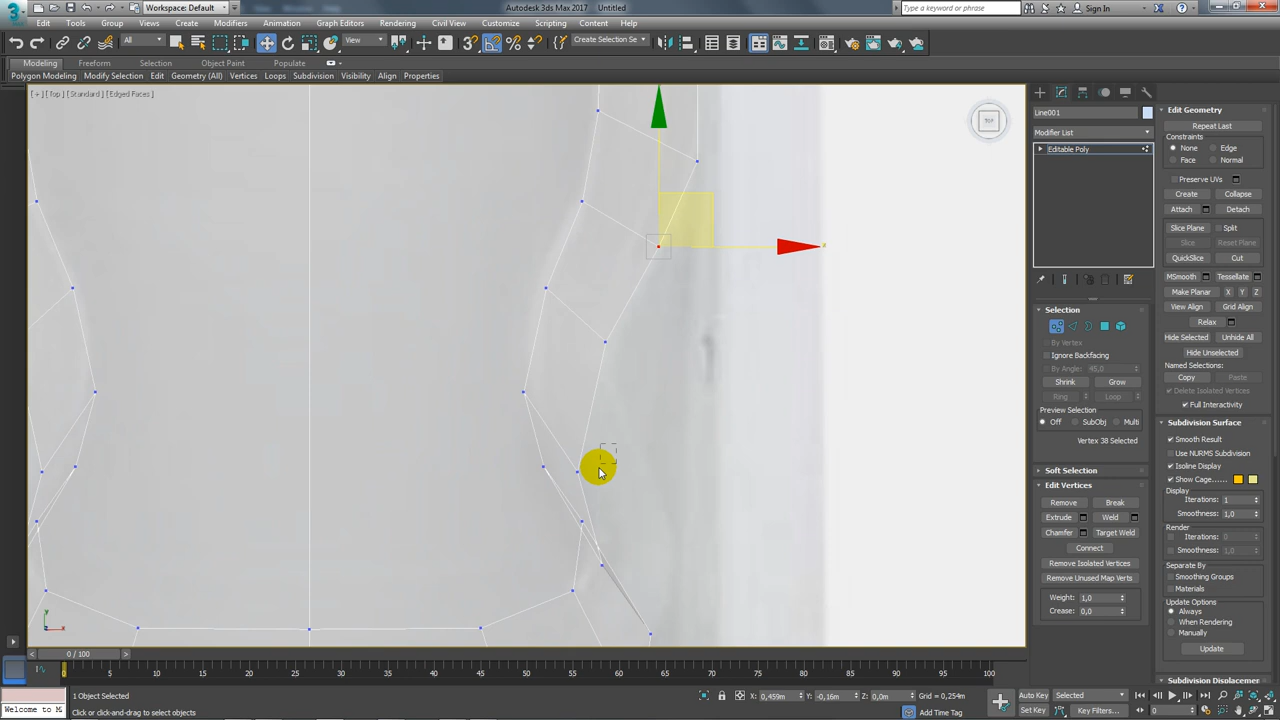 Workspace: Default
Autodesk 3ds Max 2017 Untitled
Type a keyword or phrase
Sign In
Edit Tools Group Views Create Modifiers Animation Graph Editors Rendering Civil View Customize Scripting Content Help
All View Create Selection Se
Modeling Freeform Selection Object Paint Populate
Polygon Modeling Modify Selection Edit Geometry (All) Vertices Loops Subdivision Visibility Align Properties
[ + ] [ Top ] [ Standard ] [ Edged Faces ]
TOP
x
Line001
Modifier List
Editable Poly
Selection
By Vertex
Ignore Backfacing
By Angle: 45,0
Shrink Grow
Ring Loop
Preview Selection
Off SubObj Multi
Vertex 38 Selected
Soft Selection
Edit Vertices
Remove Break
Extrude Weld
Chamfer Target Weld
Connect
Remove Isolated Vertices
Remove Unused Map Verts
Weight: 1,0
Crease: 0,0
Edit Geometry
Repeat Last
Constraints
None Edge
Face Normal
Preserve UVs
Create Collapse
Attach Detach
Slice Plane Split
Slice Reset Plane
QuickSlice Cut
MSmooth Tessellate
Make Planar X Y Z
View Align Grid Align
Relax
Hide Selected Unhide All
Hide Unselected
Named Selections:
Copy Paste
Delete Isolated Vertices
Full Interactivity
Subdivision Surface
Smooth Result
Use NURMS Subdivision
Isoline Display
Show Cage......
Display
Iterations: 1
Smoothness: 1,0
Render
Iterations: 0
Smoothness: 1,0
Separate By
Smoothing Groups
Materials
Update Options
Always
When Rendering
Manually
Update
Subdivision Displacement
y
x
0 / 100
0 5 10 15 20 25 30 35 40 45 50 55 60 65 70 75 80 85 90 95 100
1 Object Selected
X: 0,459m Y: -0,16m Z: 0,0m Grid = 0,254m
Auto Key Selected
Welcome to M
Click or click-and-drag to select objects
Add Time Tag
Set Key Key Filters... 0